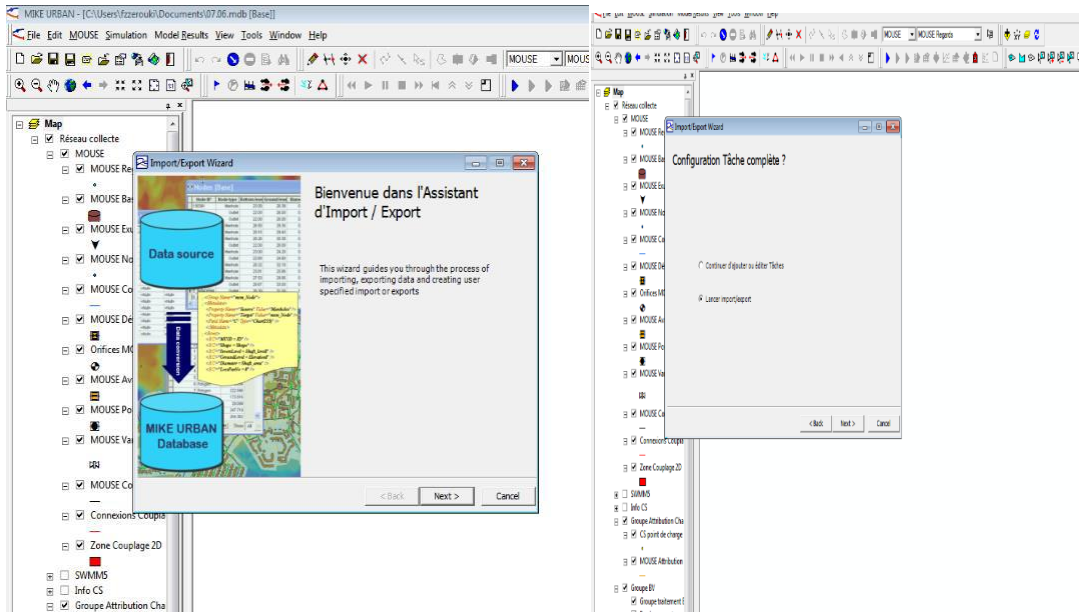 MIKE URBAN - [C:\Users\fzzerouki\Documents\07.06.mdb [Base]]
File Edit MOUSE Simulation Model Results View Tools Window Help
MOUSE
MOUS
Map
Réseau collecte
MOUSE
MOUSE Re
MOUSE Ba
MOUSE Exu
MOUSE No
MOUSE Co
MOUSE De
Orifices MO
MOUSE Av
MOUSE Po
MOUSE Va
MOUSE Co
Connexions Coupla
Zone Couplage 2D
SWMM5
Info CS
Groupe Attribution Cha
Import/Export Wizard
Data source
Data conversion
MIKE URBAN
Database
Bienvenue dans l'Assistant
d'Import / Export
This wizard guides you through the process of
importing, exporting data and creating user
specified import or exports
< Back
Next >
Cancel
MOUSE
MOUSE Regards
Map
Réseau collecte
MOUSE
MOUSE Re
MOUSE Ba
MOUSE Ex
MOUSE No
MOUSE Co
MOUSE De
Orifices MO
MOUSE Av
MOUSE Po
MOUSE Va
MOUSE Co
Connexions Coupla
Zone Couplage 2D
SWMM5
Info CS
Groupe Attribution Cha
CS point de charge
MOUSE Attribution
Groupe BV
Groupe traitement E
Import/Export Wizard
Configuration Tâche complète ?
Continuer d'ajouter ou éditer Tâches
Lancer import/export
< Back
Next >
Cancel